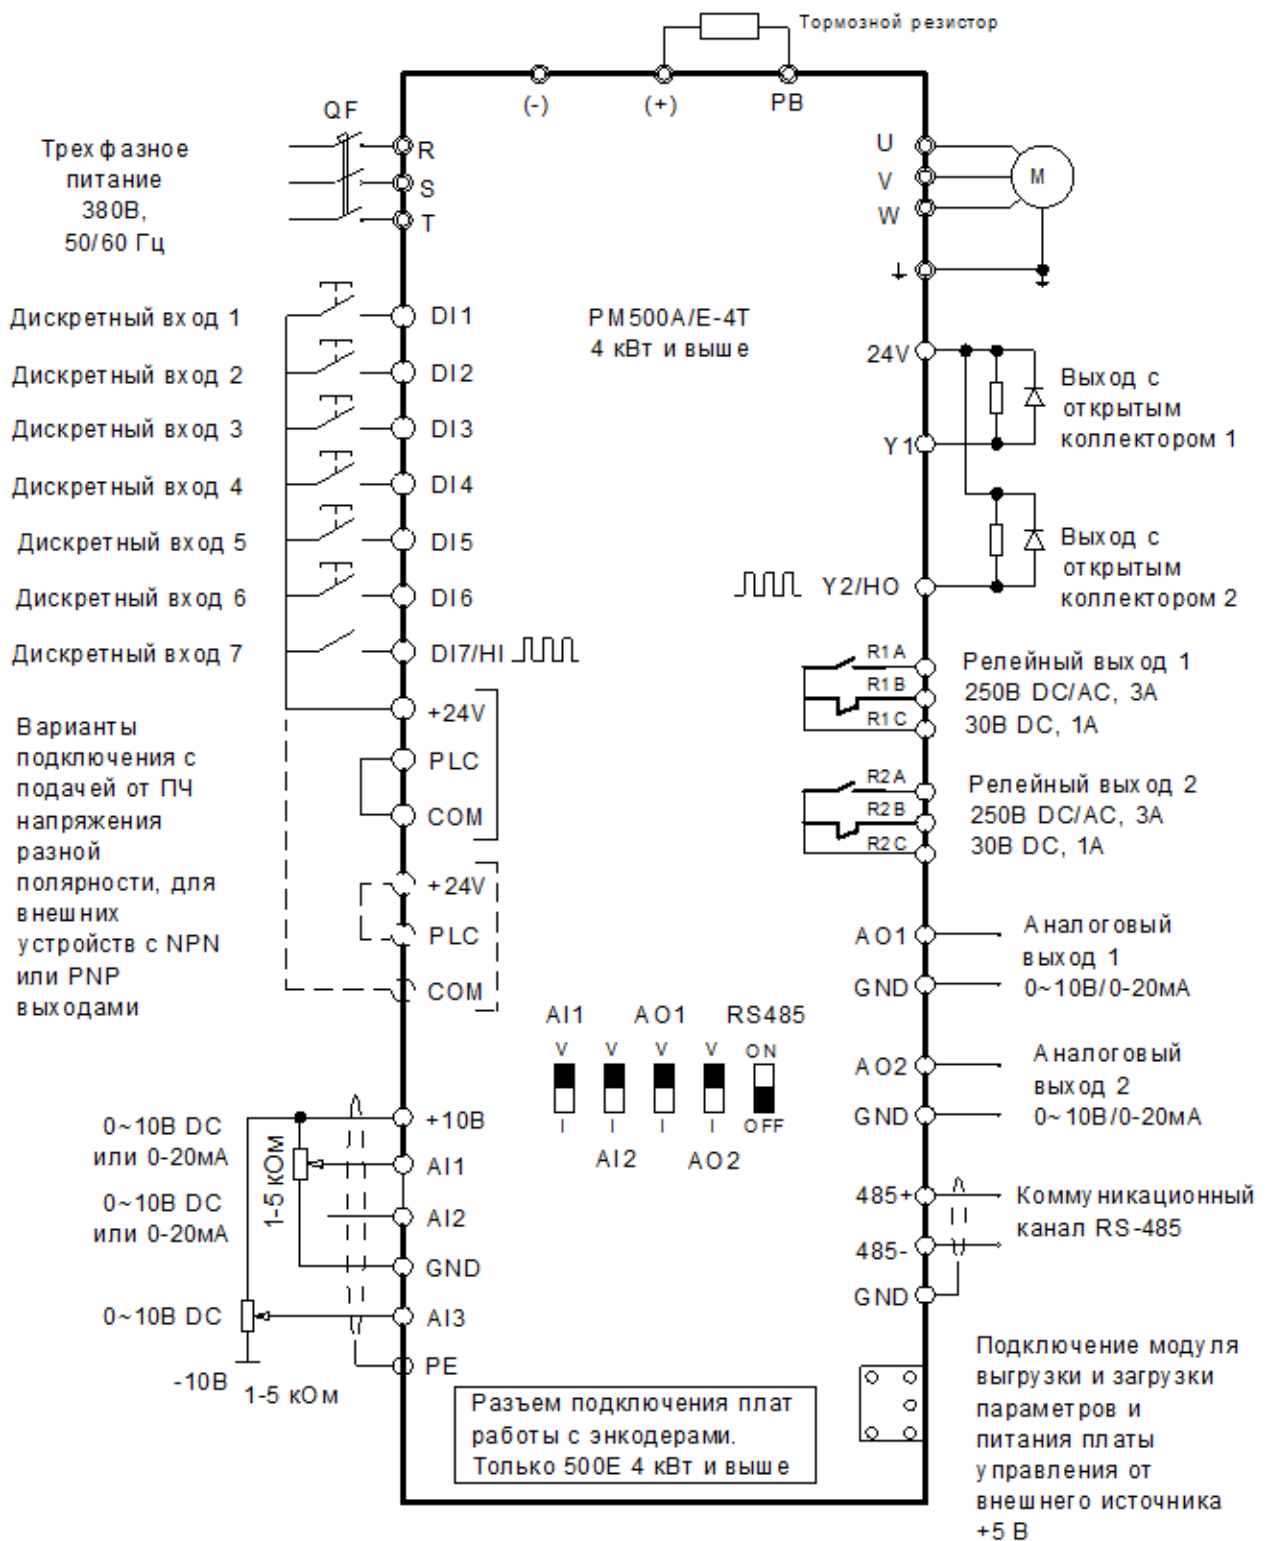 Тормозной резистор
(-)
(+)
PB
QF
Трехфазное
питание
380В,
50/60 Гц
R
S
T
U
V
W
M
Дискретный вход 1
DI1
Дискретный вход 2
DI2
Дискретный вход 3
DI3
Дискретный вход 4
DI4
Дискретный вход 5
DI5
Дискретный вход 6
DI6
Дискретный вход 7
DI7/HI
PM500A/E-4T
4 кВт и выше
24V
Y1
Выход с
открытым
коллектором 1
Y2/HO
Выход с
открытым
коллектором 2
R1A
R1B
R1C
Релейный выход 1
250В DC/AC, 3А
30В DC, 1А
R2A
R2B
R2C
Релейный выход 2
250В DC/AC, 3А
30В DC, 1А
Варианты
подключения с
подачей от ПЧ
напряжения
разной
полярности, для
внешних
устройств с NPN
или PNP
выходами
+24V
PLC
COM
+24V
PLC
COM
AO1
GND
Аналоговый
выход 1
0~10В/0-20мА
AO2
GND
Аналоговый
выход 2
0~10В/0-20мА
AI1
AO1
RS485
V
V
V
V
ON
I
I
I
I
OFF
AI2
AO2
0~10В DC
или 0-20мА
0~10В DC
или 0-20мА
1-5 кОм
0~10В DC
-10В
1-5 кОм
+10В
AI1
AI2
GND
AI3
PE
485+
485-
GND
Коммуникационный
канал RS-485
Разъем подключения плат
работы с энкодерами.
Только 500Е 4 кВт и выше
Подключение модуля
выгрузки и загрузки
параметров и
питания платы
управления от
внешнего источника
+5 В